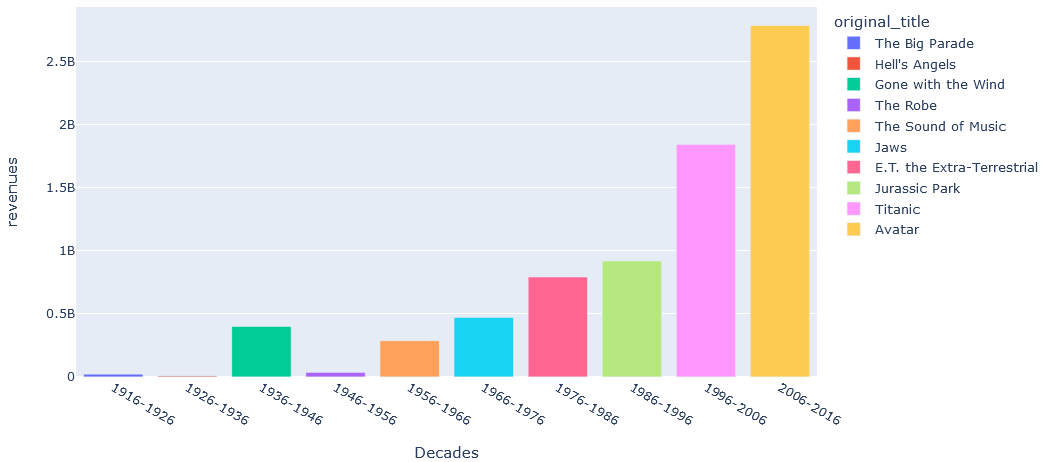 original_title
The Big Parade
Hell's Angels
Gone with the Wind
The Robe
The Sound of Music
Jaws
E.T. the Extra-Terrestrial
Jurassic Park
Titanic
Avatar
revenues
2.5B
2B
1.5B
1B
0.5B
0
1916-1926
1926-1936
1936-1946
1946-1956
1956-1966
1966-1976
1976-1986
1986-1996
1996-2006
2006-2016
Decades